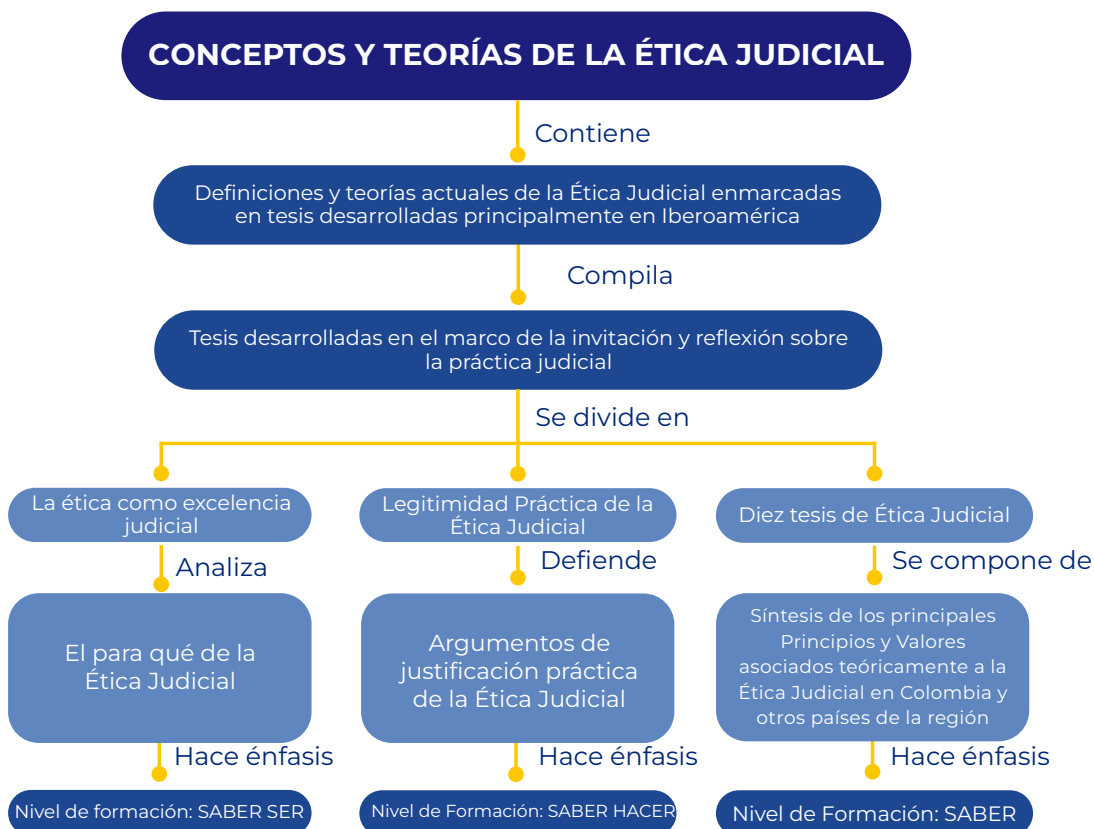 CONCEPTOS Y TEORÍAS DE LA ÉTICA JUDICIAL
Contiene
Definiciones y teorías actuales de la Ética Judicial enmarcadas
en tesis desarrolladas principalmente en Iberoamérica
Compila
Tesis desarrolladas en el marco de la invitación y reflexión sobre
la práctica judicial
Se divide en
La ética como excelencia
judicial
Analiza
El para qué de la
Ética Judicial
Hace énfasis
Nivel de formación: SABER SER
Legitimidad Práctica de la
Ética Judicial
Defiende
Argumentos de
justificación práctica
de la Ética Judicial
Hace énfasis
Nivel de Formación: SABER HACER
Diez tesis de Ética Judicial
Se compone de
Síntesis de los principales
Principios y Valores
asociados teóricamente a la
Ética Judicial en Colombia y
otros países de la región
Hace énfasis
Nivel de Formación: SABER